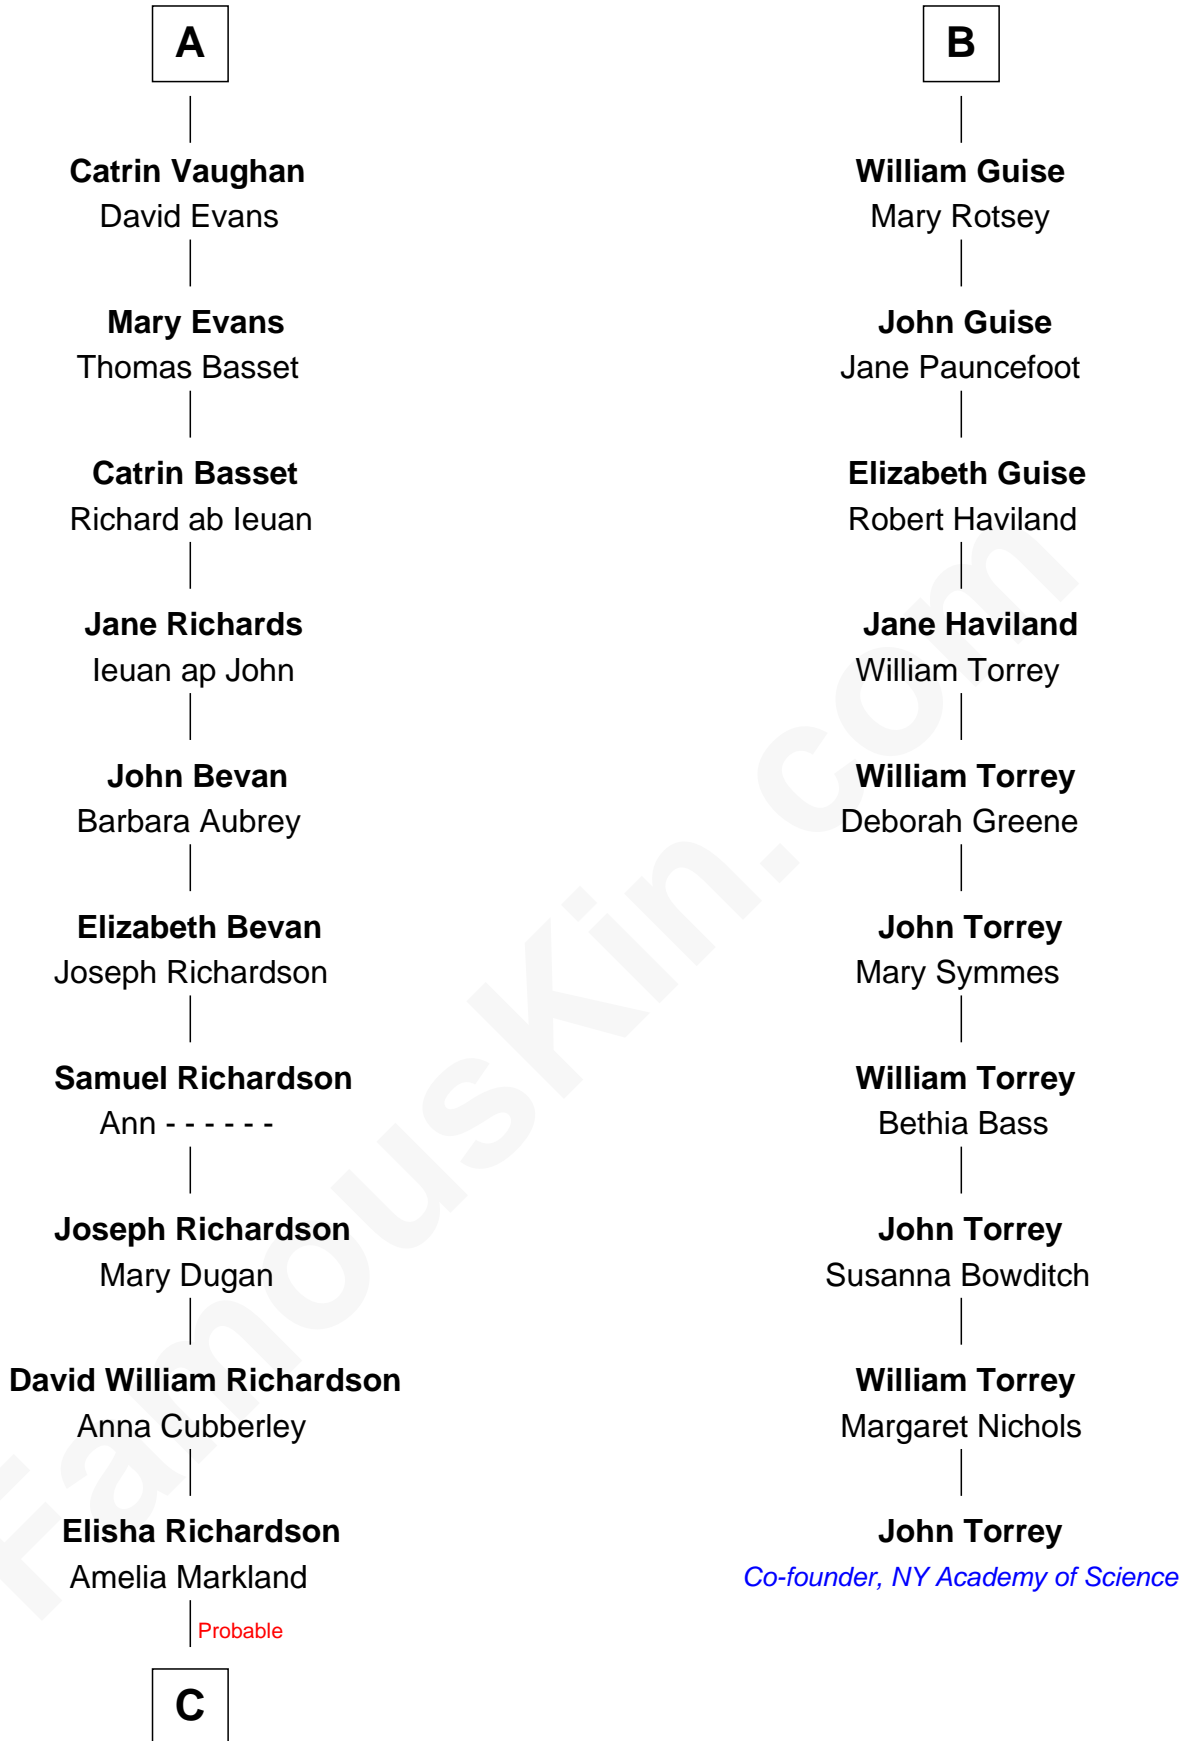 A
Catrin Vaughan
David Evans
Mary Evans
Thomas Basset
Catrin Basset
Richard ab Ieuan
Jane Richards
Ieuan ap John
John Bevan
Barbara Aubrey
Elizabeth Bevan
Joseph Richardson
Samuel Richardson
Ann - - - - - -
Joseph Richardson
Mary Dugan
David William Richardson
Anna Cubberley
Elisha Richardson
Amelia Markland
Probable
C
B
William Guise
Mary Rotsey
John Guise
Jane Pauncefoot
Elizabeth Guise
Robert Haviland
Jane Haviland
William Torrey
William Torrey
Deborah Greene
John Torrey
Mary Symmes
William Torrey
Bethia Bass
John Torrey
Susanna Bowditch
William Torrey
Margaret Nichols
John Torrey
Co-founder, NY Academy of Science
FamousKin.com